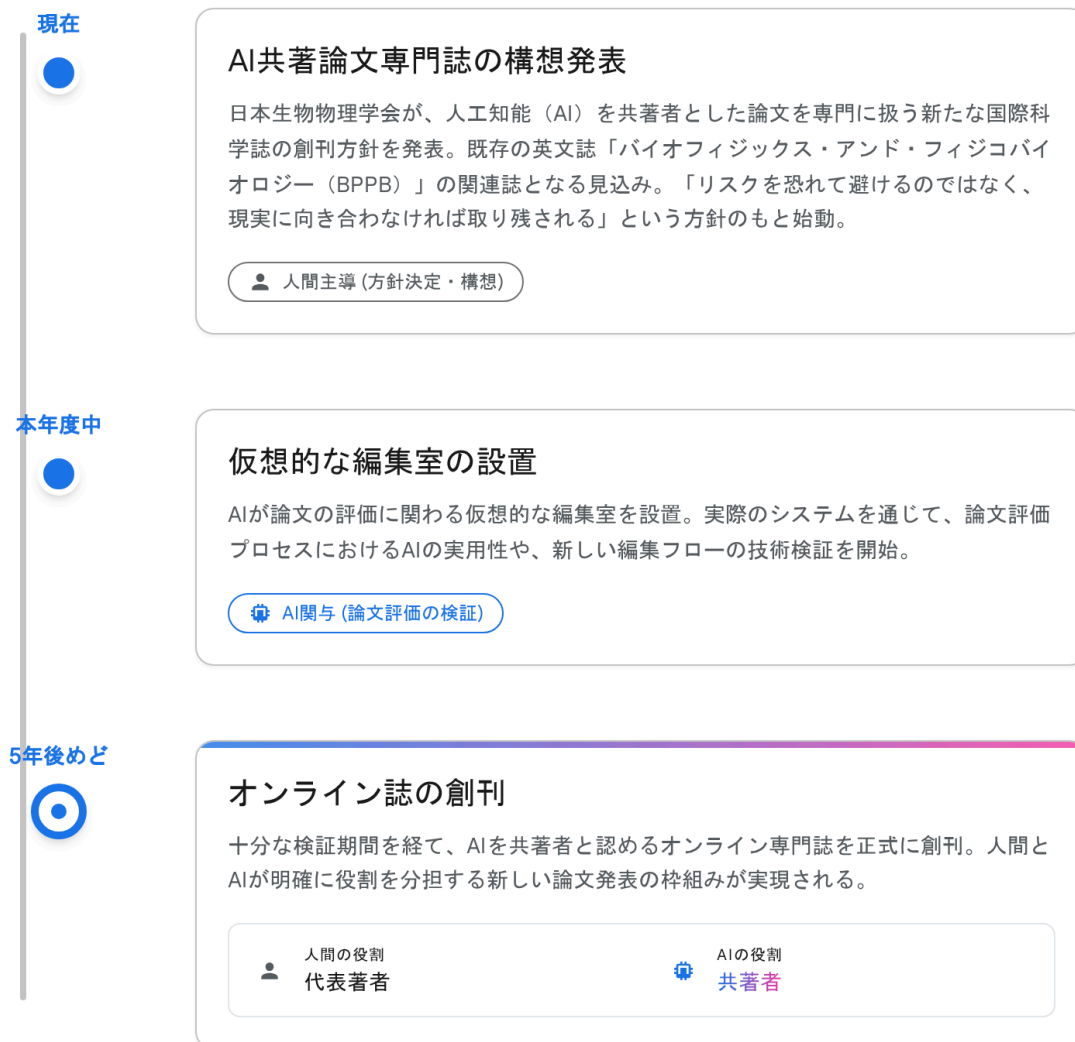 現在
AI共著論文専門誌の構想発表
日本生物物理学会が、人工知能（AI）を共著者とした論文を専門に扱う新たな国際科
学誌の創刊方針を発表。既存の英文誌「バイオフィジックス・アンド・フィジコバイ
オロジー（BPPB）」の関連誌となる見込み。「リスクを恐れて避けるのではなく、
現実に向き合わなければ取り残される」という方針のもと始動。
人間主導 (方針決定・構想)
本年度中
仮想的な編集室の設置
AIが論文の評価に関わる仮想的な編集室を設置。実際のシステムを通じて、論文評価
プロセスにおけるAIの実用性や、新しい編集フローの技術検証を開始。
AI関与 (論文評価の検証)
5年後めど
オンライン誌の創刊
十分な検証期間を経て、AIを共著者と認めるオンライン専門誌を正式に創刊。人間と
AIが明確に役割を分担する新しい論文発表の枠組みが実現される。
人間の役割
代表著者
AIの役割
共著者